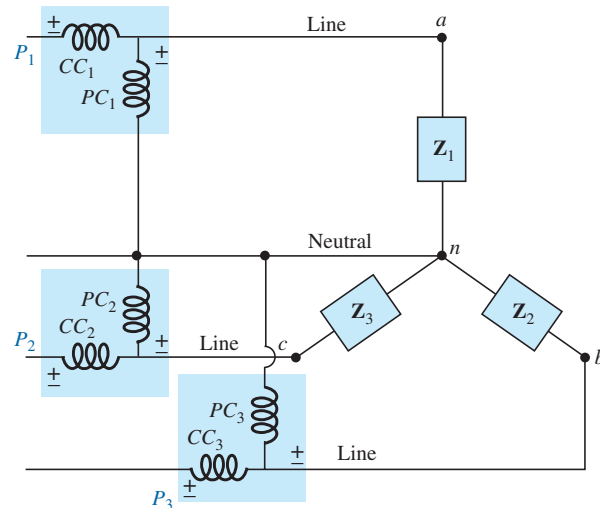 ± Line a
P₁ CC₁ ±
PC₁
Z₁
Neutral n
PC₂
CC₂ Z₃ Z₂
P₂ ± Line c
± b
PC₃
CC₃
± Line
P₃ ±